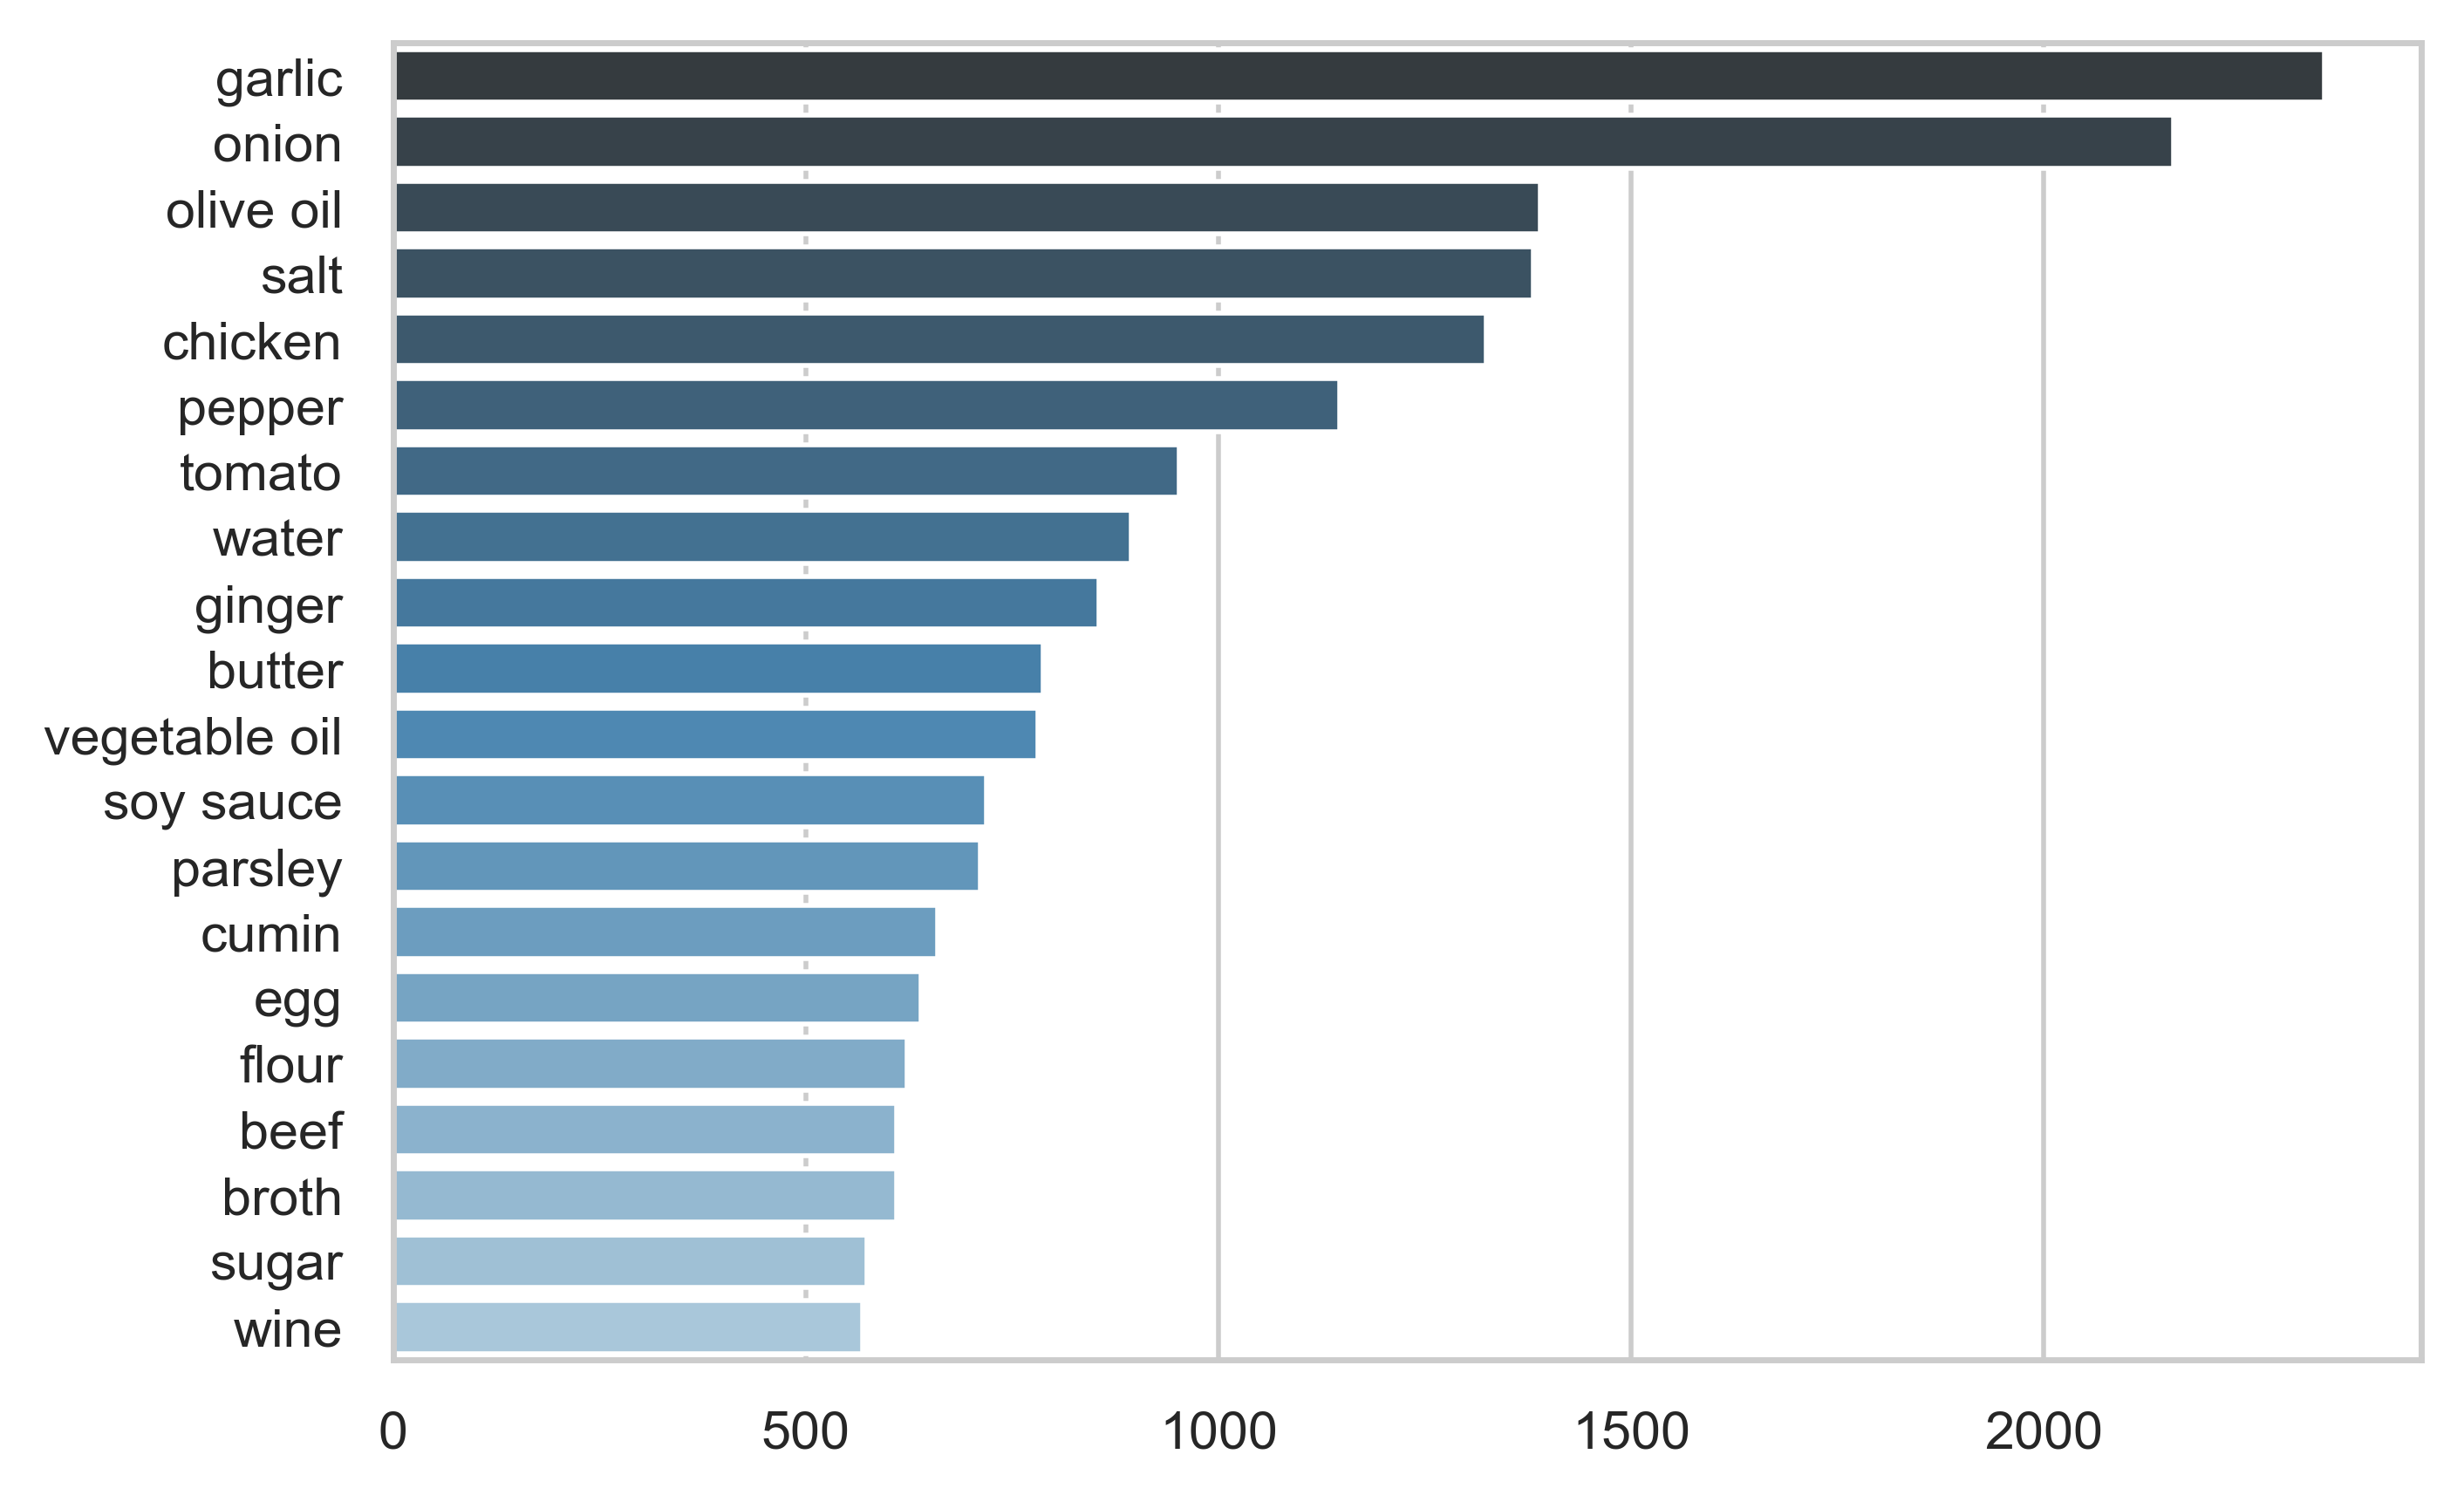 garlic
onion
olive oil
salt
chicken
pepper
tomato
water
ginger
butter
vegetable oil
soy sauce
parsley
cumin
egg
flour
beef
broth
sugar
wine
0 500 1000 1500 2000